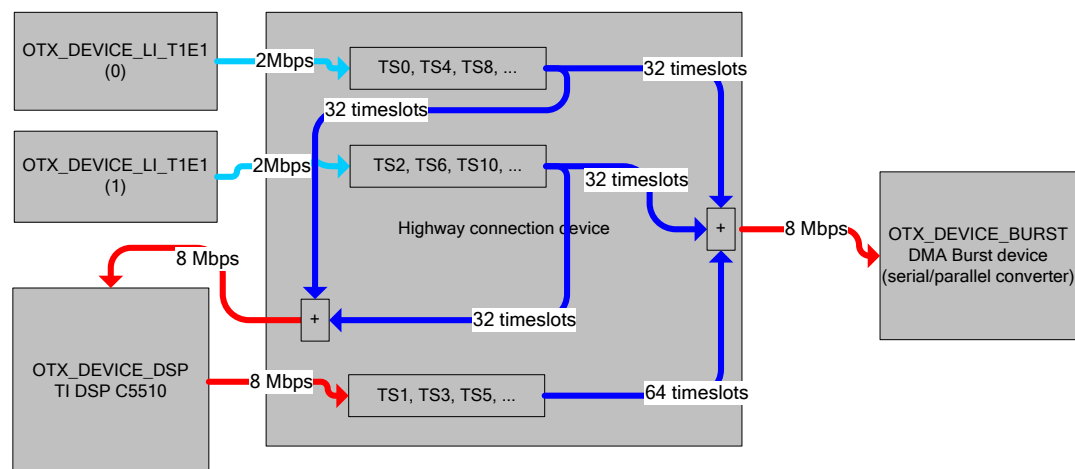 OTX_DEVICE_LI_T1E1
(0)
2Mbps
TS0, TS4, TS8, ...
32 timeslots
32 timeslots
OTX_DEVICE_LI_T1E1
(1)
2Mbps
TS2, TS6, TS10, ...
32 timeslots
Highway connection device
+
8 Mbps
OTX_DEVICE_BURST
DMA Burst device
(serial/parallel converter)
8 Mbps
+
32 timeslots
OTX_DEVICE_DSP
TI DSP C5510
8 Mbps
TS1, TS3, TS5, ...
64 timeslots